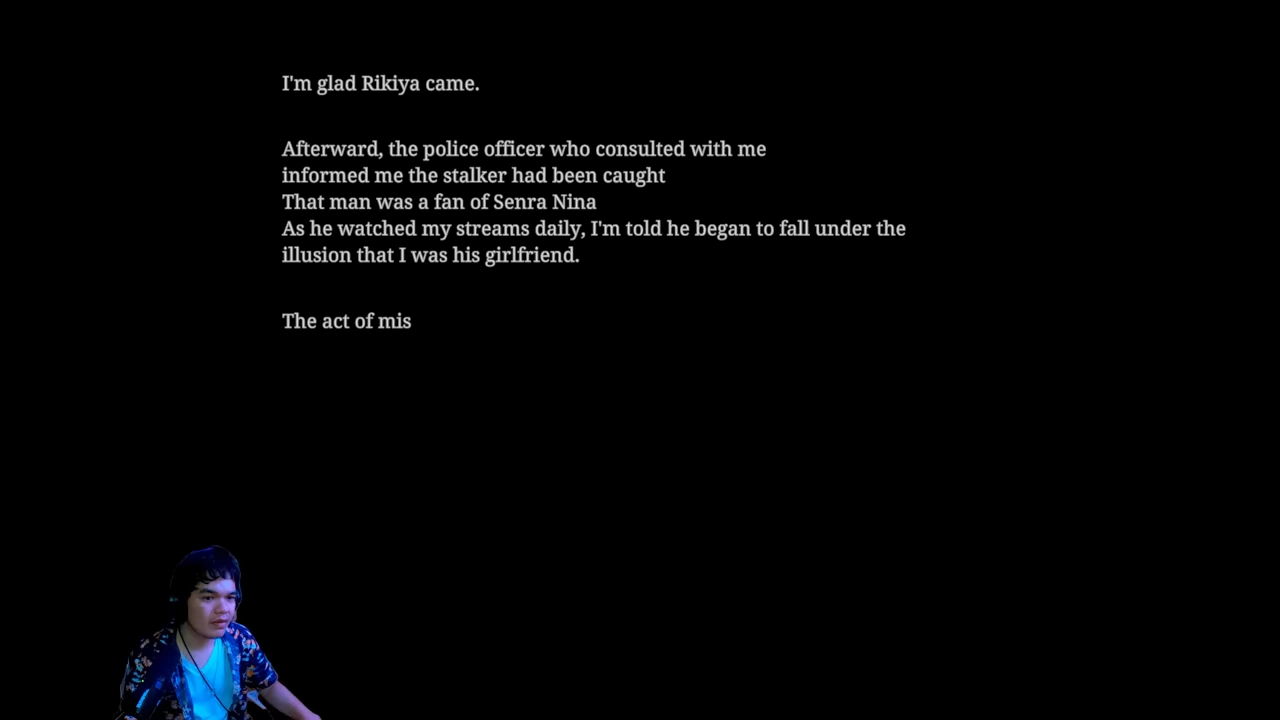 I'm glad Rikiya came.
Afterward, the police officer who consulted with me
informed me the stalker had been caught
That man was a fan of Senra Nina
As he watched my streams daily, I'm told he began to fall under the
illusion that I was his girlfriend.
The act of mis